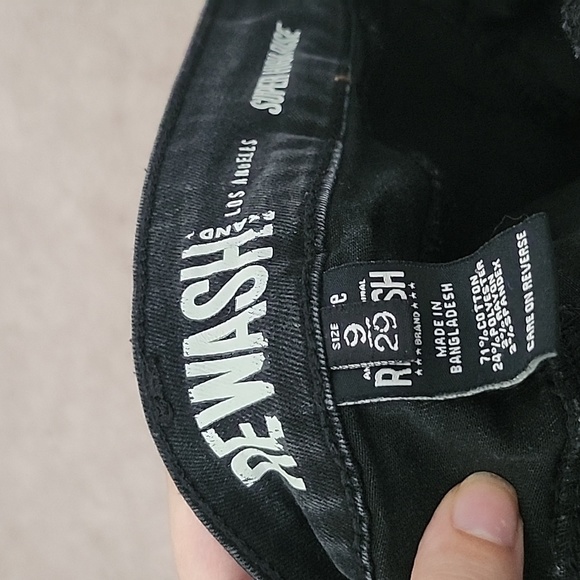 REWASH
BRAND
LOS ANGELES
SIZE
9
29
BRAND
MADE IN
BANGLADESH
71% COTTON
24% POLYESTER
3% RAYON
2% SPANDEX
CARE ON REVERSE